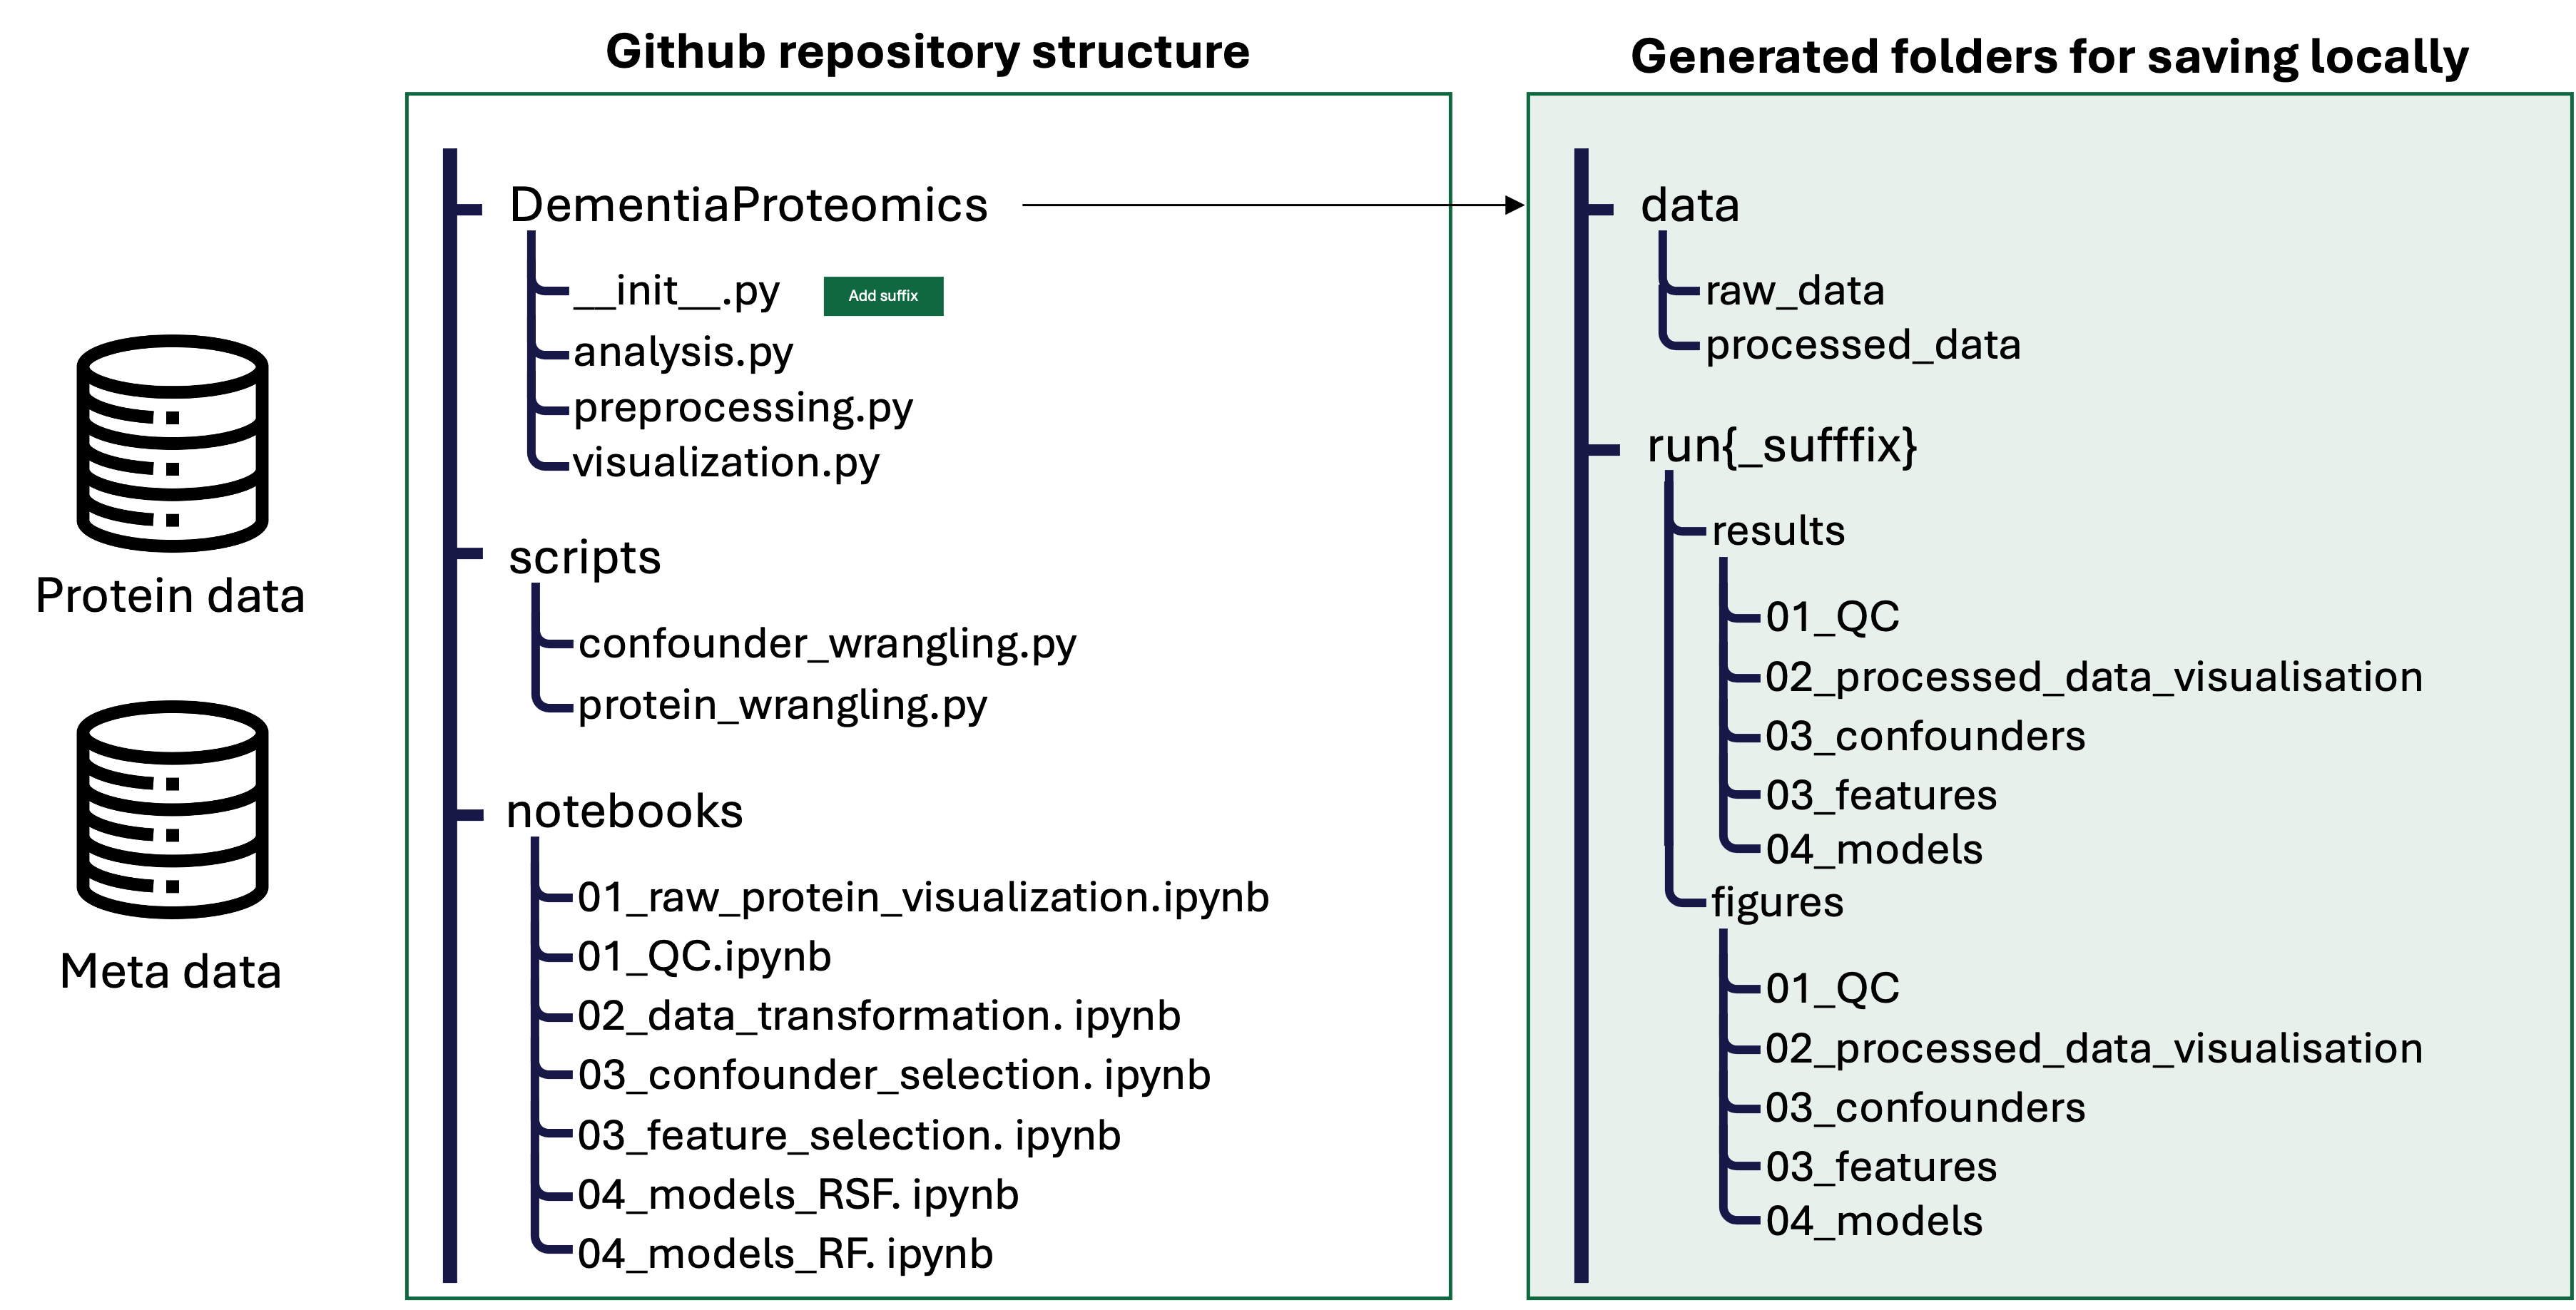 Github repository structure
Generated folders for saving locally
Protein data
Meta data
DementiaProteomics
__init__.py
Add suffix
analysis.py
preprocessing.py
visualization.py
scripts
confounder_wrangling.py
protein_wrangling.py
notebooks
01_raw_protein_visualization.ipynb
01_QC.ipynb
02_data_transformation. ipynb
03_confounder_selection. ipynb
03_feature_selection. ipynb
04_models_RSF. ipynb
04_models_RF. ipynb
data
raw_data
processed_data
run{_sufffix}
results
01_QC
02_processed_data_visualisation
03_confounders
03_features
04_models
figures
01_QC
02_processed_data_visualisation
03_confounders
03_features
04_models